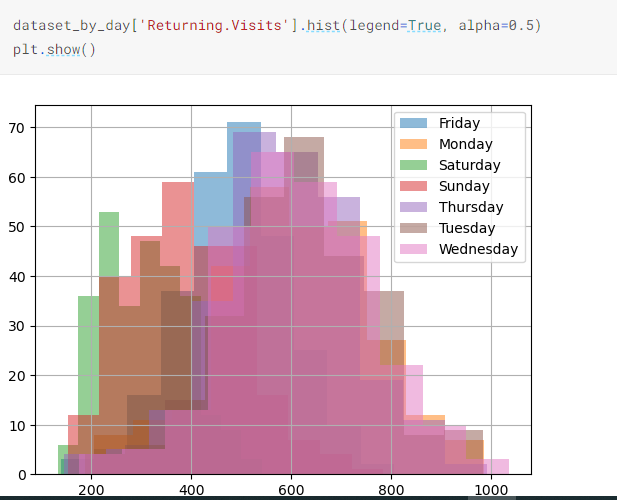 dataset_by_day['Returning.Visits'].hist(legend=True, alpha=0.5)
plt.show()
70
60
50
40
30
20
10
0
Friday
Monday
Saturday
Sunday
Thursday
Tuesday
Wednesday
200 400 600 800 1000